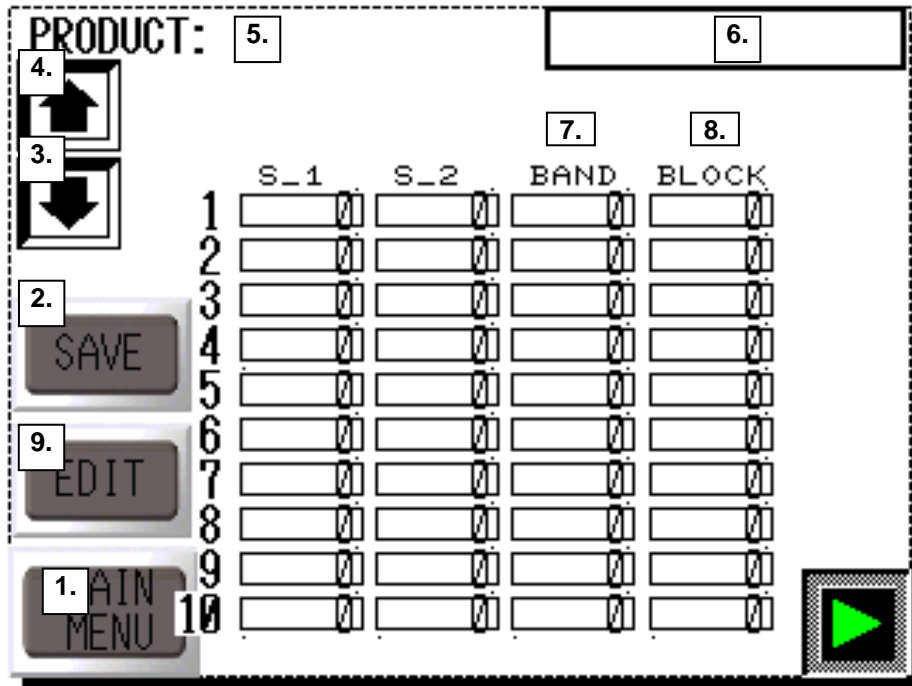 PRODUCT: 5. 6.
4.
3. 7. 8.
S_1 S_2 BAND BLOCK
1 0 0 0 0
2 0 0 0 0
2. 3 0 0 0 0
SAVE 4 0 0 0 0
5 0 0 0 0
9. 6 0 0 0 0
EDIT 7 0 0 0 0
8 0 0 0 0
9 0 0 0 0
1. AIN
MENU 10 0 0 0 0